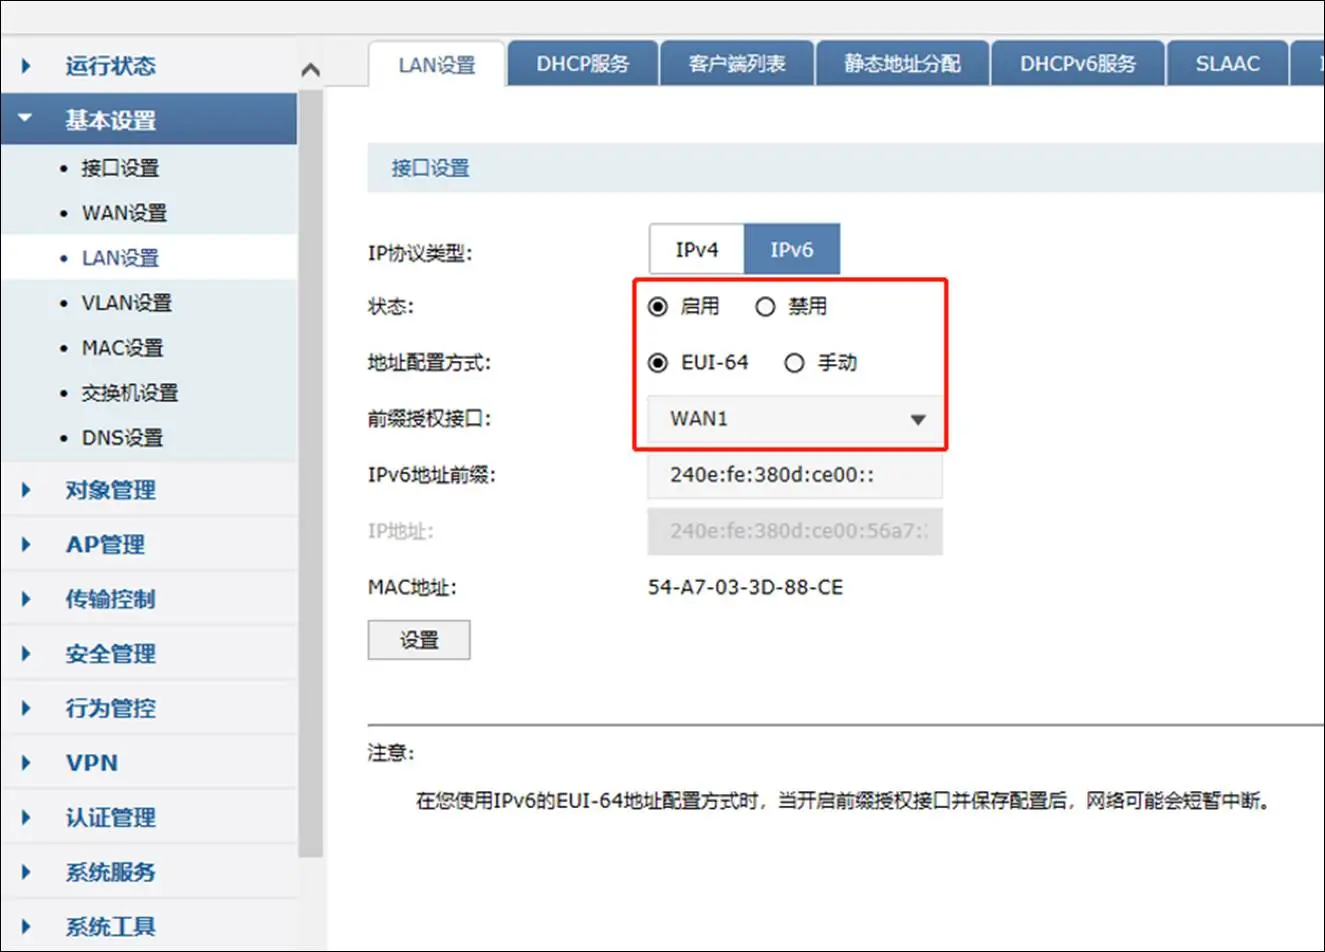 运行状态
基本设置
接口设置
WAN设置
LAN设置
VLAN设置
MAC设置
交换机设置
DNS设置
对象管理
AP管理
传输控制
安全管理
行为管控
VPN
认证管理
系统服务
系统工具
LAN设置 DHCP服务 客户端列表 静态地址分配 DHCPv6服务 SLAAC
接口设置
IP协议类型: IPv4 IPv6
状态: 启用 禁用
地址配置方式: EUI-64 手动
前缀授权接口: WAN1
IPv6地址前缀: 240e:fe:380d:ce00::
IP地址: 240e:fe:380d:ce00:56a7:
MAC地址: 54-A7-03-3D-88-CE
设置
注意:
在您使用IPv6的EUI-64地址配置方式时，当开启前缀授权接口并保存配置后，网络可能会短暂中断。